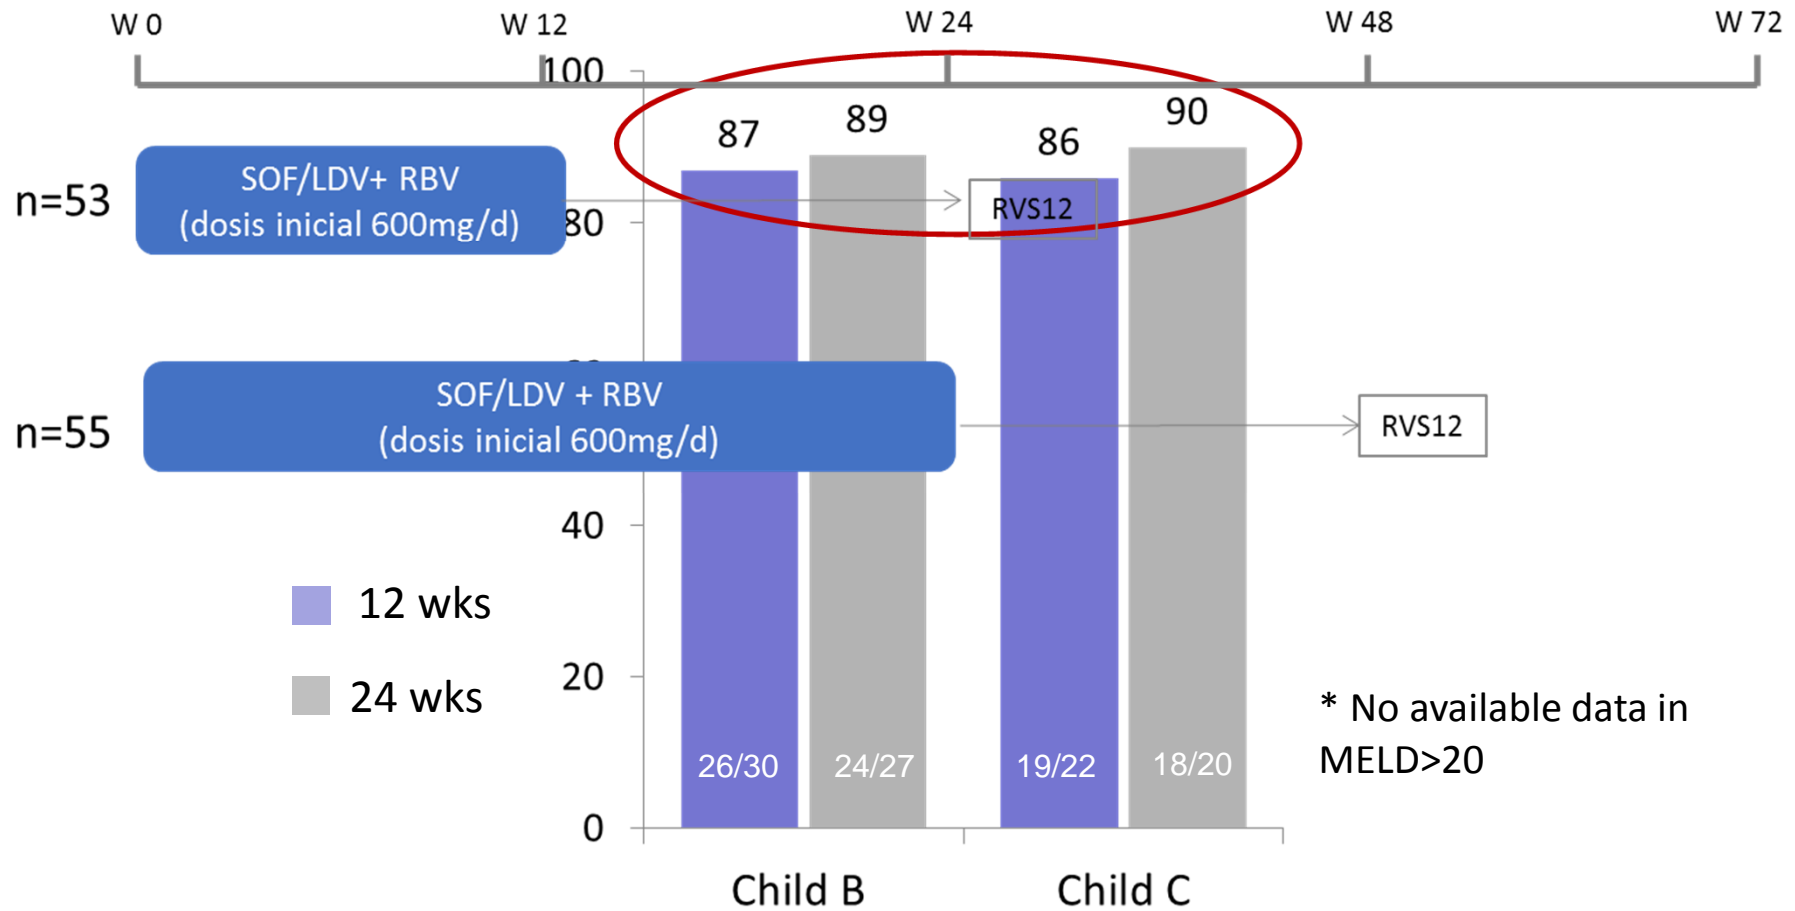 W 0
W 12
W 24
W 48
W 72
100
87
89
86
90
n=53
SOF/LDV+ RBV
(dosis inicial 600mg/d)
80
RVS12
n=55
SOF/LDV + RBV
(dosis inicial 600mg/d)
RVS12
40
12 wks
20
24 wks
* No available data in
MELD>20
26/30
24/27
19/22
18/20
0
Child B
Child C